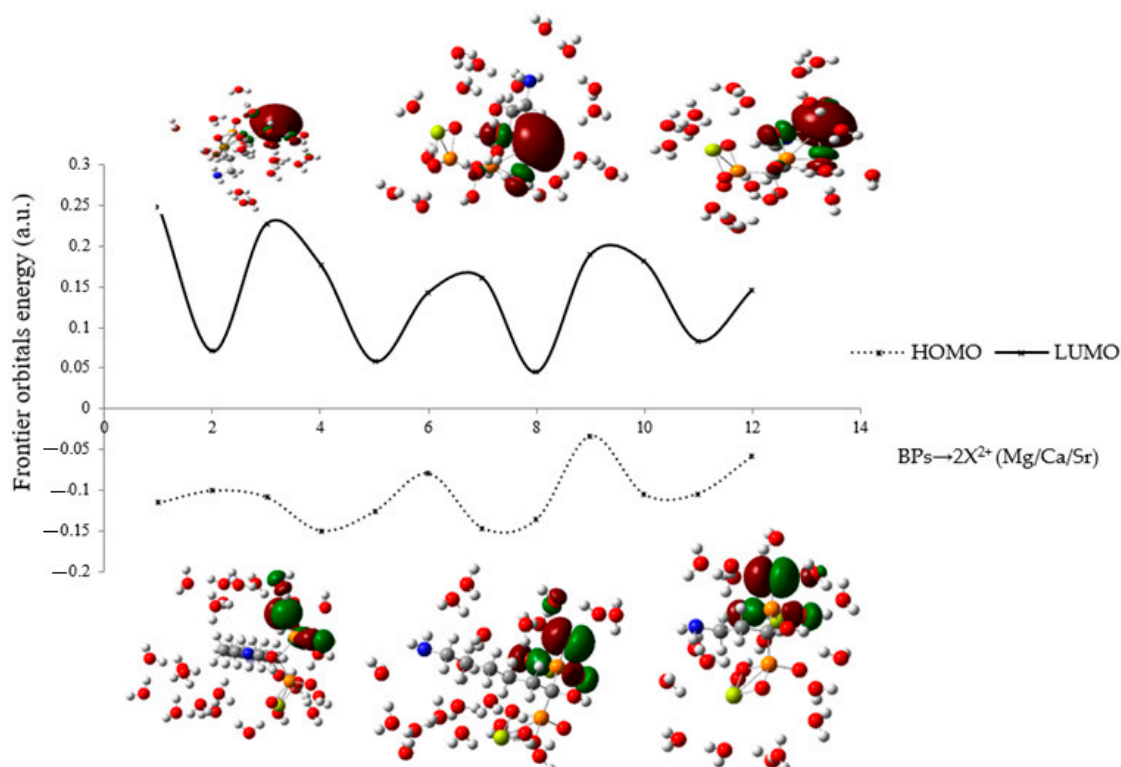 0.3
0.25
0.2
0.15
0.1
0.05
0
0 2 4 6 8 10 12 14
—0.05
—0.1
—0.15
—0.2
Frontier orbitals energy (a.u.)
HOMO LUMO
BPs→2X²⁺ (Mg/Ca/Sr)